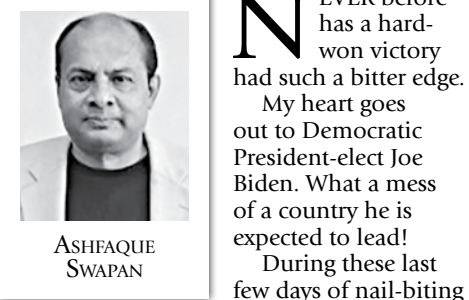 ASHFAQUE
SWAPAN
NEVER before
has a hard-
won victory
had such a bitter edge.
My heart goes
out to Democratic
President-elect Joe
Biden. What a mess
of a country he is
expected to lead!
During these last
few days of nail-biting